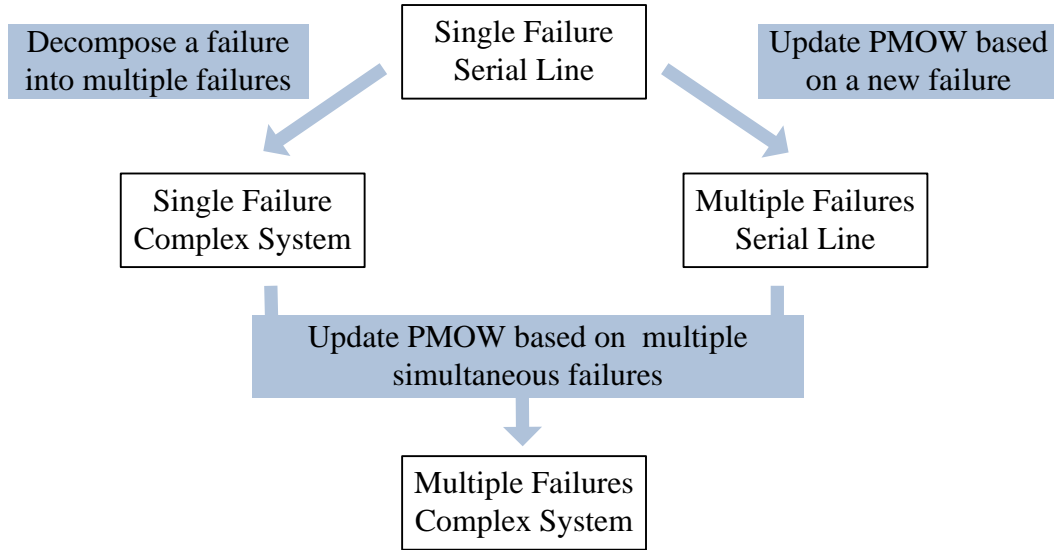 Decompose a failure
into multiple failures
Single Failure
Serial Line
Update PMOW based
on a new failure
Single Failure
Complex System
Multiple Failures
Serial Line
Update PMOW based on  multiple
simultaneous failures
Multiple Failures
Complex System